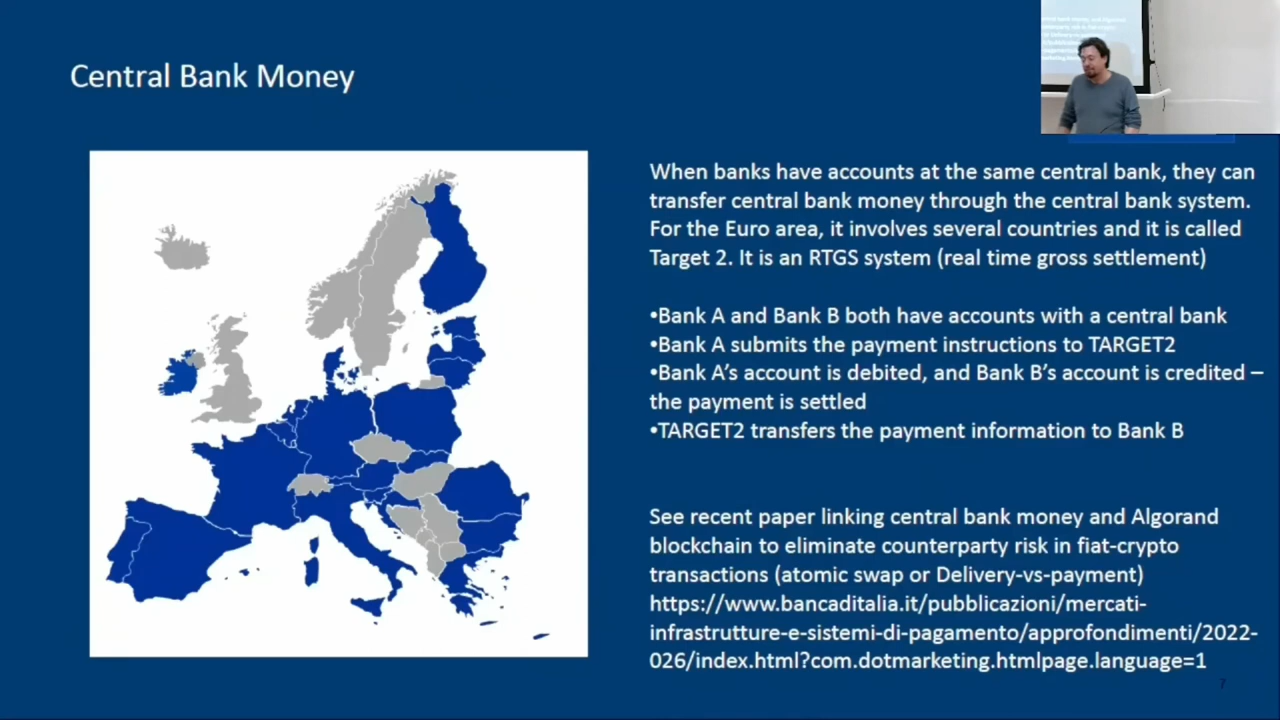 Central Bank Money
When banks have accounts at the same central bank, they can
transfer central bank money through the central bank system.
For the Euro area, it involves several countries and it is called
Target 2. It is an RTGS system (real time gross settlement)
•Bank A and Bank B both have accounts with a central bank
•Bank A submits the payment instructions to TARGET2
•Bank A’s account is debited, and Bank B’s account is credited –
the payment is settled
•TARGET2 transfers the payment information to Bank B
See recent paper linking central bank money and Algorand
blockchain to eliminate counterparty risk in fiat-crypto
transactions (atomic swap or Delivery-vs-payment)
https://www.bancaditalia.it/pubblicazioni/mercati-
infrastrutture-e-sistemi-di-pagamento/approfondimenti/2022-
026/index.html?com.dotmarketing.htmlpage.language=1
7